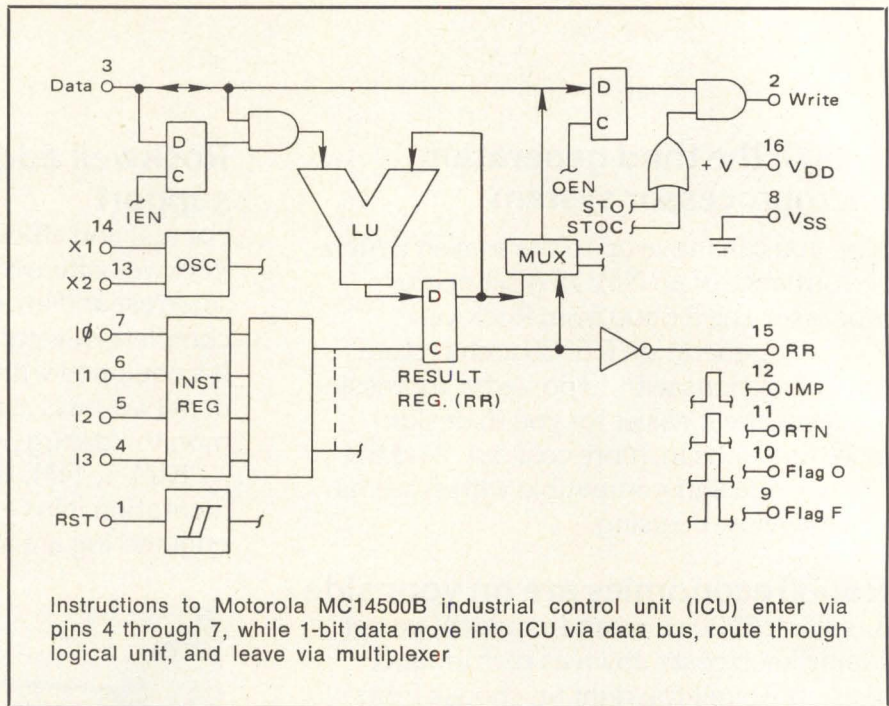 3
Data
D
C
IEN
14
X1
13
X2
OSC
IØ 7
I1 6
I2 5
I3 4
INST
REG
RST 1
LU
D
C
RESULT
REG. (RR)
MUX
D
C
OEN
STO
STOC
2
Write
16
+ V
VDD
8
VSS
15
RR
12
JMP
11
RTN
10
Flag O
9
Flag F
Instructions to Motorola MC14500B industrial control unit (ICU) enter via
pins 4 through 7, while 1-bit data move into ICU via data bus, route through
logical unit, and leave via multiplexer